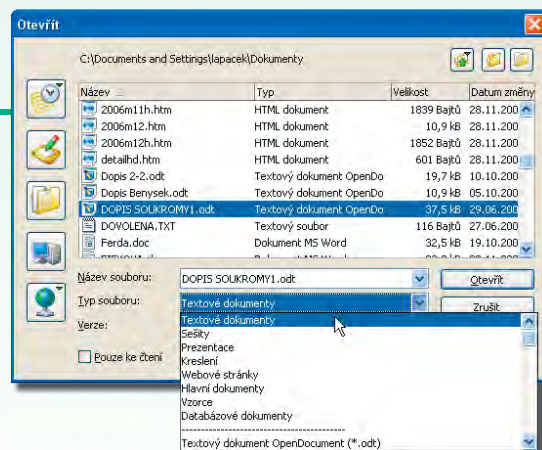 Otevřít
C:\Documents and Settings\lapacek\Dokumenty
Název Typ Velikost Datum změny
2006m11h.htm HTML dokument 1839 Bajtů 28.11.200
2006m12.htm HTML dokument 10,9 kB 28.11.200
2006m12h.htm HTML dokument 1852 Bajtů 28.11.200
detailhd.htm HTML dokument 601 Bajtů 28.11.200
Dopis 2-2.odt Textový dokument OpenDo 19,7 kB 10.10.200
Dopis Benysek.odt Textový dokument OpenDo 10,9 kB 05.10.200
DOPIS SOUKROMY1.odt Textový dokument OpenDo 37,5 kB 29.06.200
DOVOLENA.TXT Textový soubor 116 Bajtů 27.06.200
Ferda.doc Dokument MS Word 32,5 kB 19.10.200
Název souboru: DOPIS SOUKROMY1.odt Otevřít
Typ souboru: Textové dokumenty Zrušit
Verze: Textové dokumenty
Sešity
Prezentace
Pouze ke čtení Kreslení
Webové stránky
Hlavní dokumenty
Vzorce
Databázové dokumenty
----------------------------------------
Textový dokument OpenDocument (*.odt)